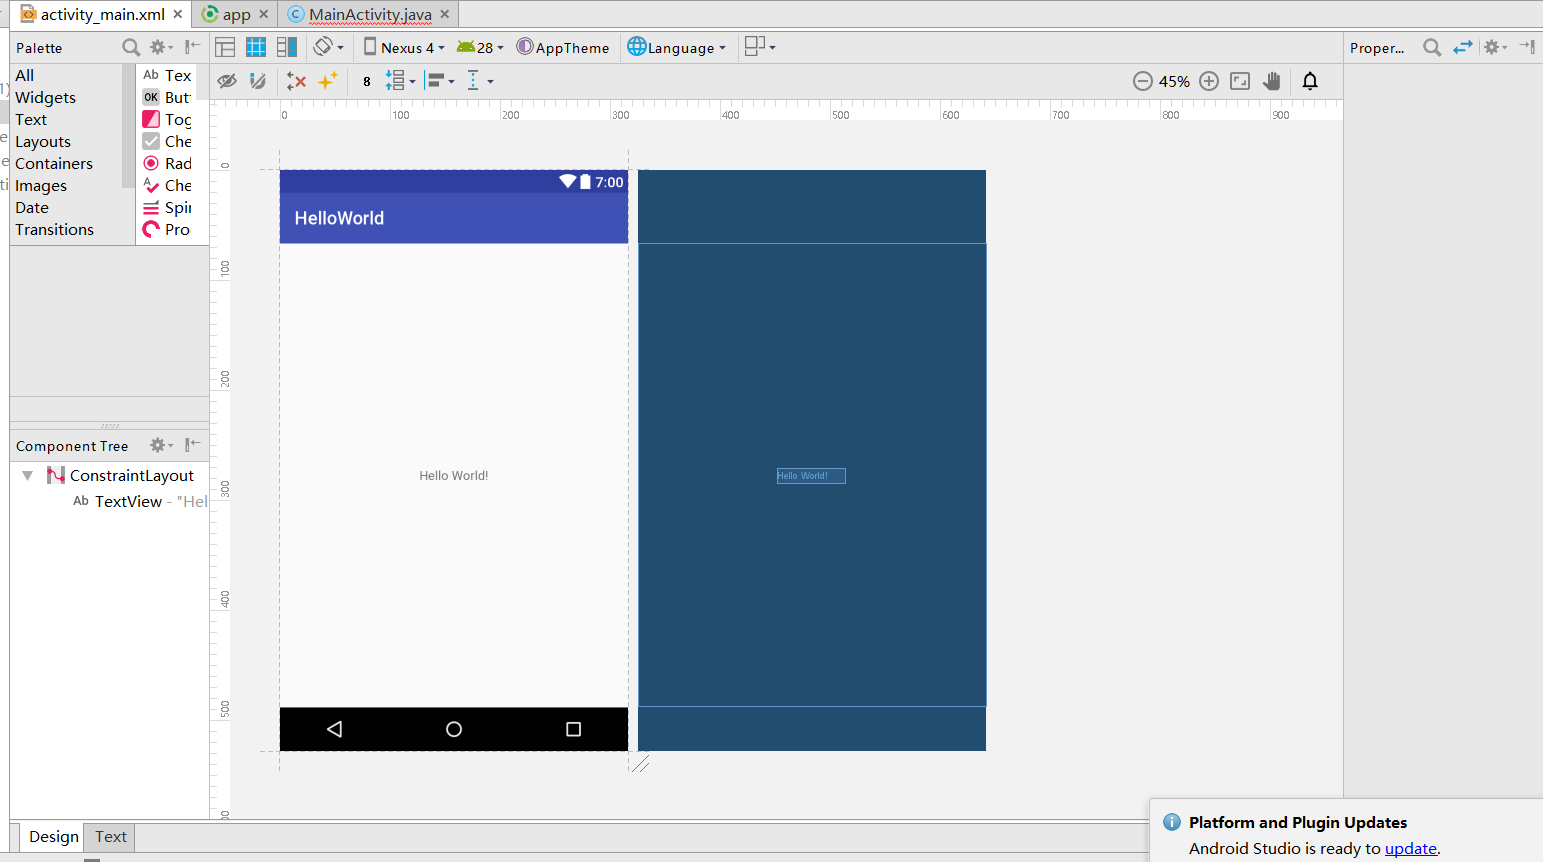 activity_main.xml app MainActivity.java
Palette Nexus 4 28 AppTheme Language Proper...
All
Widgets
Text
Layouts
Containers
Images
Date
Transitions
Ab Tex
OK But
Tog
Che
Rad
Che
Spi
Pro
8 45%
0 100 200 300 400 500 600 700 800 900
0
100
200
300
400
500
7:00
HelloWorld
Hello World!
Hello World!
Component Tree
ConstraintLayout
Ab TextView - "Hel
Design Text
Platform and Plugin Updates
Android Studio is ready to update.